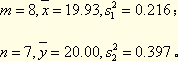 m = 8, x̄ = 19.93, s₁² = 0.216；
n = 7, ȳ = 20.00, s₂² = 0.397。